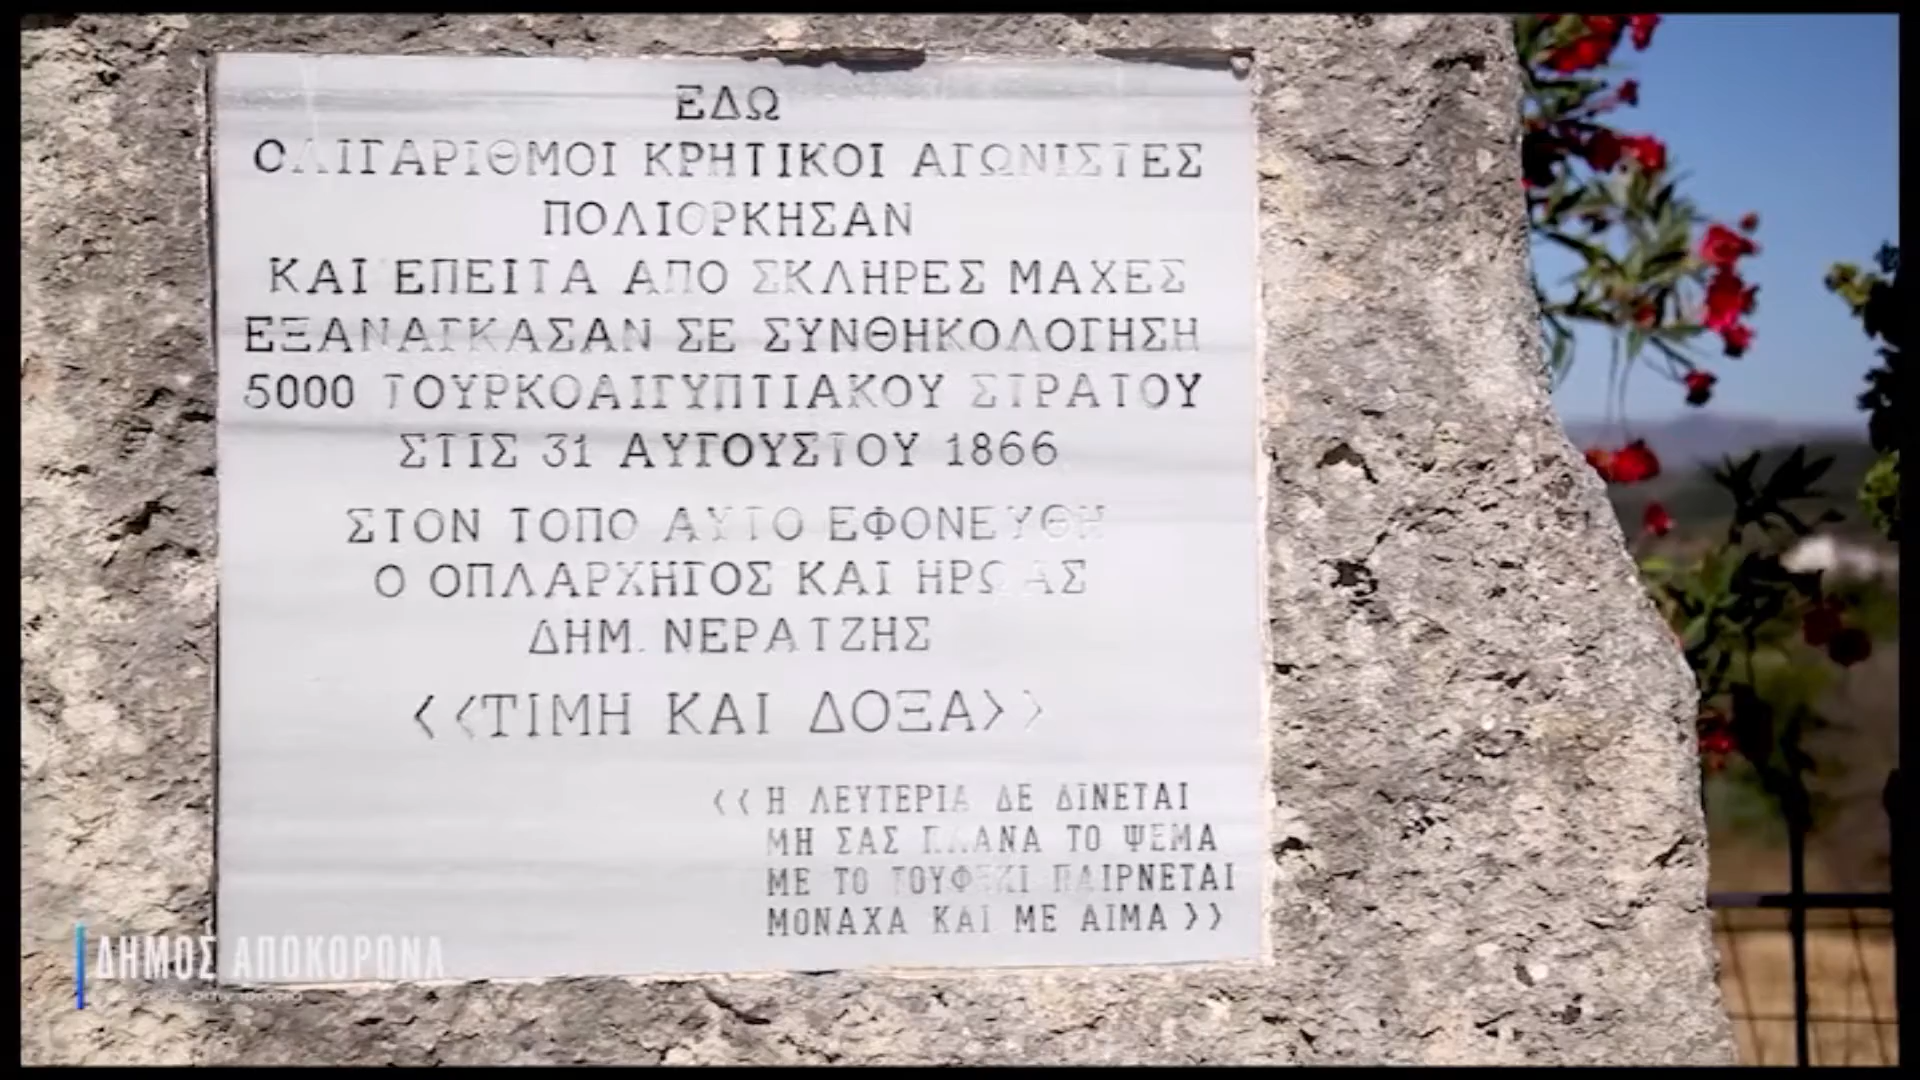 ΕΔΩ
ΟΛΙΓΑΡΙΘΜΟΙ ΚΡΗΤΙΚΟΙ ΑΓΩΝΙΣΤΕΣ
ΠΟΛΙΟΡΚΗΣΑΝ
ΚΑΙ ΕΠΕΙΤΑ ΑΠΟ ΣΚΛΗΡΕΣ ΜΑΧΕΣ
ΕΞΑΝΑΓΚΑΣΑΝ ΣΕ ΣΥΝΘΗΚΟΛΟΓΗΣΗ
5000 ΤΟΥΡΚΟΑΙΓΥΠΤΙΑΚΟΥ ΣΤΡΑΤΟΥ
ΣΤΙΣ 31 ΑΥΓΟΥΣΤΟΥ 1866
ΣΤΟΝ ΤΟΠΟ ΑΥΤΟ ΕΦΟΝΕΥΘΗ
Ο ΟΠΛΑΡΧΗΓΟΣ ΚΑΙ ΗΡΩΑΣ
ΔΗΜ. ΝΕΡΑΤΖΗΣ
<<ΤΙΜΗ ΚΑΙ ΔΟΞΑ>>
<< Η ΛΕΥΤΕΡΙΑ ΔΕ ΔΙΝΕΤΑΙ
ΜΗ ΣΑΣ ΠΛΑΝΑ ΤΟ ΨΕΜΑ
ΜΕ ΤΟ ΤΟΥΦΕΚΙ ΠΑΙΡΝΕΤΑΙ
ΜΟΝΑΧΑ ΚΑΙ ΜΕ ΑΙΜΑ >>
ΔΗΜΟΣ ΑΠΟΚΟΡΩΝΑ